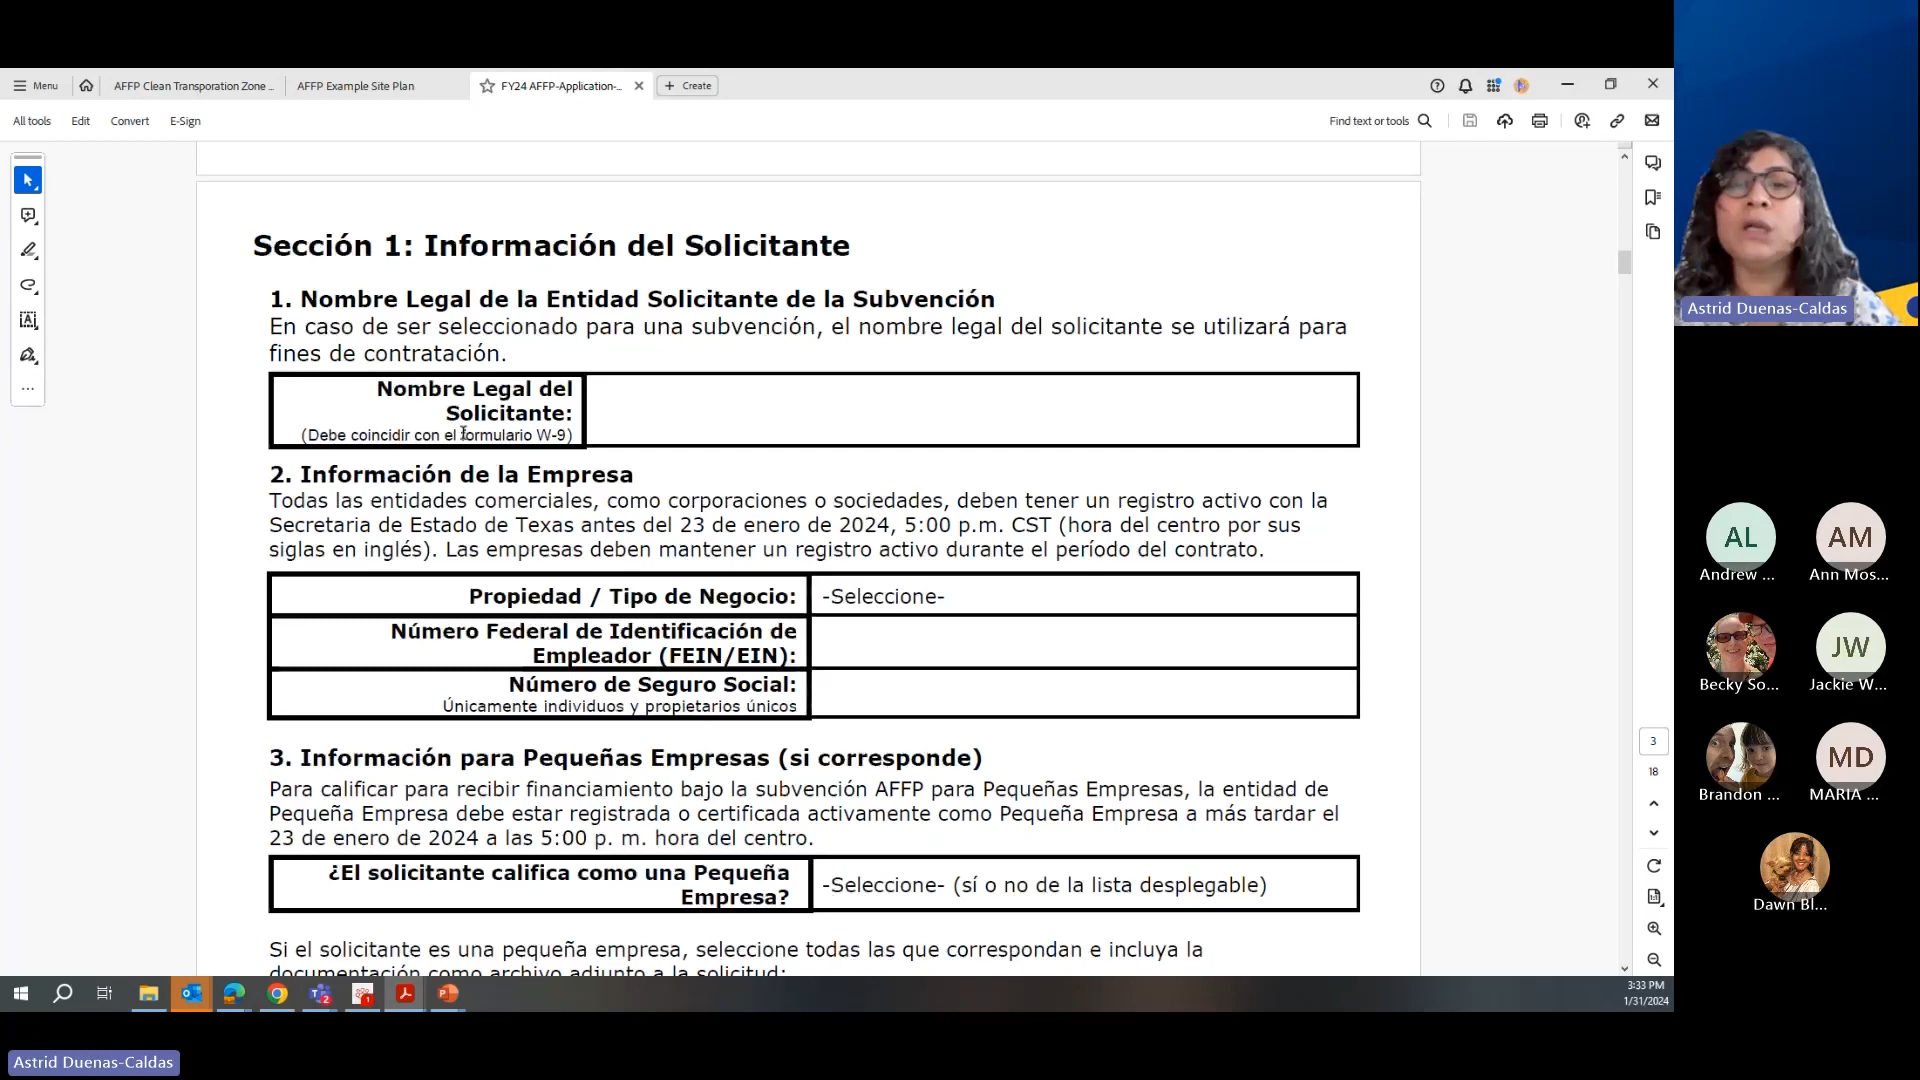 Menu
AFFP Clean Transporation Zone ...
AFFP Example Site Plan
FY24 AFFP-Application-...
Create
All tools
Edit
Convert
E-Sign
Find text or tools
Sección 1: Información del Solicitante
1. Nombre Legal de la Entidad Solicitante de la Subvención
En caso de ser seleccionado para una subvención, el nombre legal del solicitante se utilizará para
fines de contratación.
Nombre Legal del
Solicitante:
(Debe coincidir con el formulario W-9)
2. Información de la Empresa
Todas las entidades comerciales, como corporaciones o sociedades, deben tener un registro activo con la
Secretaria de Estado de Texas antes del 23 de enero de 2024, 5:00 p.m. CST (hora del centro por sus
siglas en inglés). Las empresas deben mantener un registro activo durante el período del contrato.
Propiedad / Tipo de Negocio:
-Seleccione-
Número Federal de Identificación de
Empleador (FEIN/EIN):
Número de Seguro Social:
Únicamente individuos y propietarios únicos
3. Información para Pequeñas Empresas (si corresponde)
Para calificar para recibir financiamiento bajo la subvención AFFP para Pequeñas Empresas, la entidad de
Pequeña Empresa debe estar registrada o certificada activamente como Pequeña Empresa a más tardar el
23 de enero de 2024 a las 5:00 p. m. hora del centro.
¿El solicitante califica como una Pequeña
Empresa?
-Seleccione- (sí o no de la lista desplegable)
Si el solicitante es una pequeña empresa, seleccione todas las que correspondan e incluya la
documentación como archivo adjunto a la solicitud:
3
18
3:33 PM
1/31/2024
Astrid Duenas-Caldas
AL
Andrew ...
AM
Ann Mos...
Becky So...
JW
Jackie W...
Brandon ...
MD
MARIA ...
Dawn Bl...
Astrid Duenas-Caldas